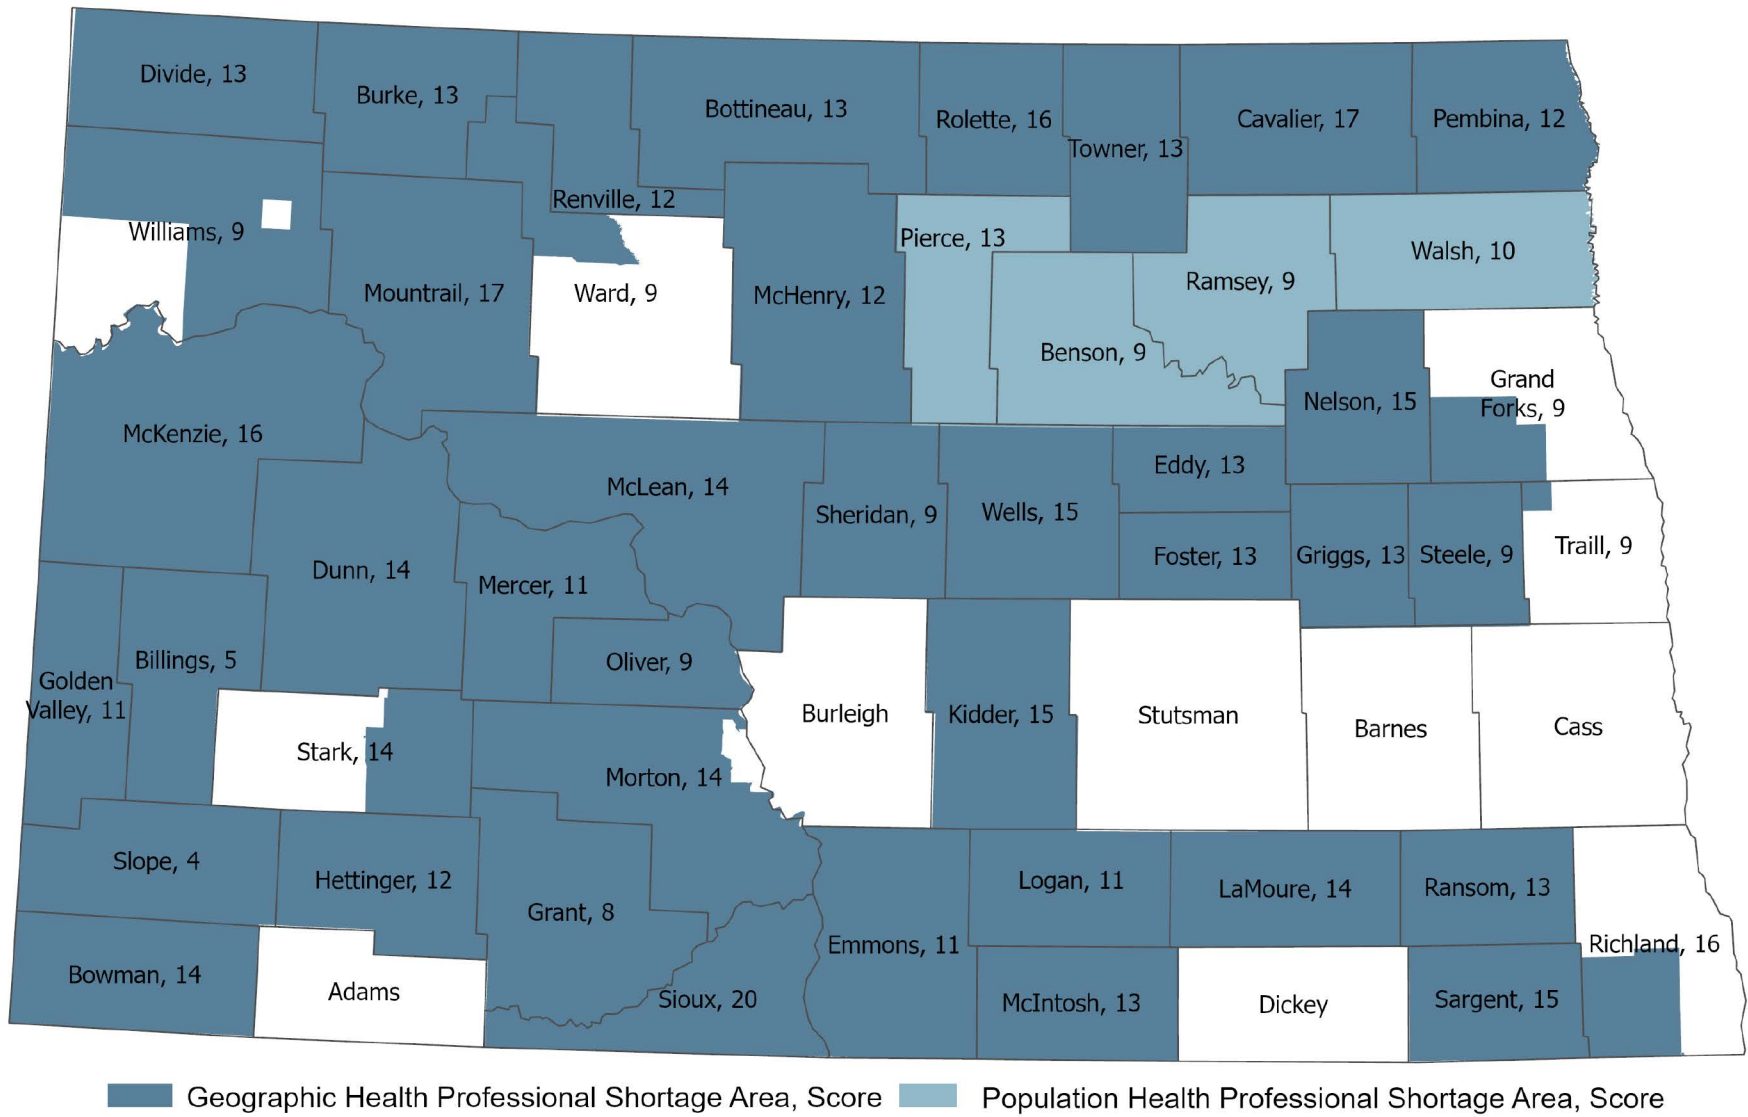 Divide, 13
Burke, 13
Bottineau, 13
Rolette, 16
Towner, 13
Cavalier, 17
Pembina, 12
Renville, 12
Williams, 9
Mountrail, 17
Ward, 9
McHenry, 12
Pierce, 13
Benson, 9
Ramsey, 9
Walsh, 10
Grand
Forks, 9
Nelson, 15
McKenzie, 16
McLean, 14
Sheridan, 9
Wells, 15
Eddy, 13
Foster, 13
Griggs, 13
Steele, 9
Traill, 9
Dunn, 14
Mercer, 11
Oliver, 9
Billings, 5
Golden
Valley, 11
Stark, 14
Morton, 14
Burleigh
Kidder, 15
Stutsman
Barnes
Cass
Slope, 4
Hettinger, 12
Grant, 8
Emmons, 11
Logan, 11
LaMoure, 14
Ransom, 13
Richland, 16
Bowman, 14
Adams
Sioux, 20
McIntosh, 13
Dickey
Sargent, 15
Geographic Health Professional Shortage Area, Score
Population Health Professional Shortage Area, Score